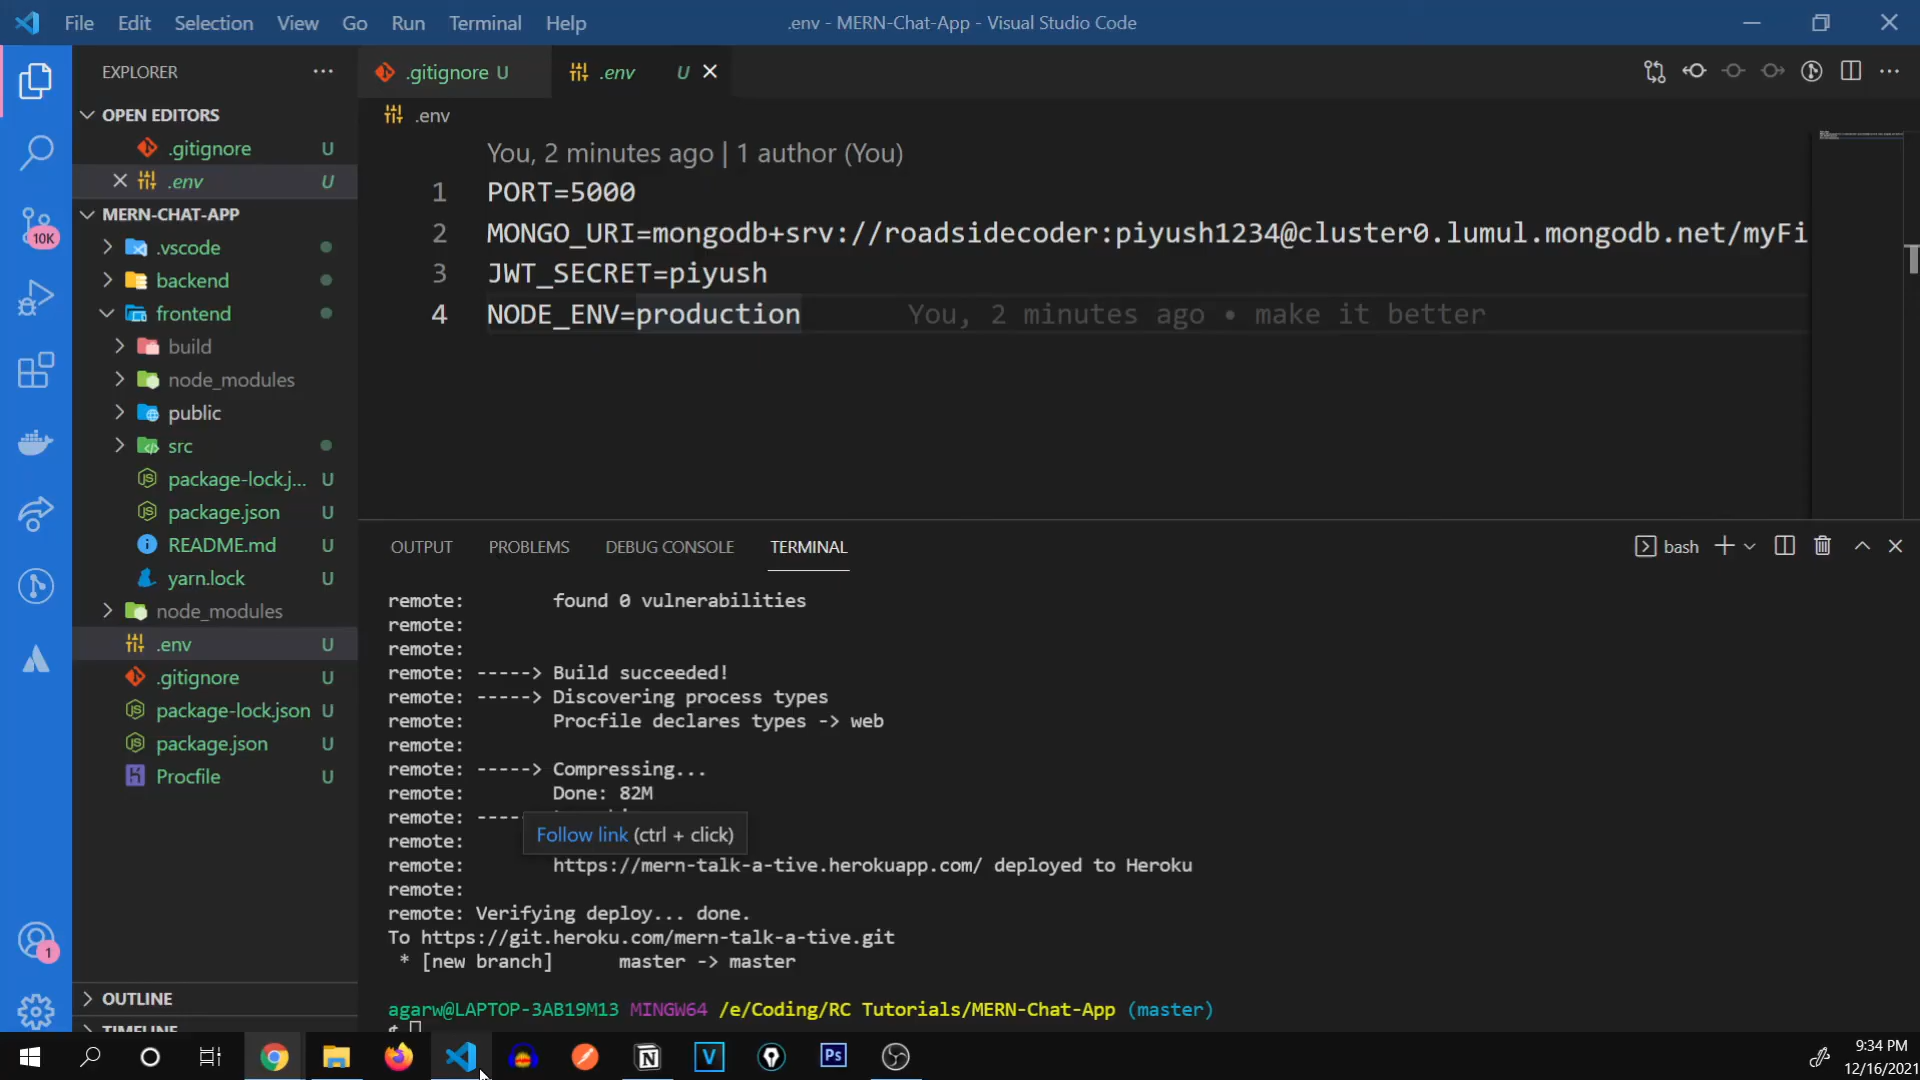 File Edit Selection View Go Run Terminal Help
.env - MERN-Chat-App - Visual Studio Code
EXPLORER
OPEN EDITORS
.gitignore U
.env U
MERN-CHAT-APP
.vscode
backend
frontend
build
node_modules
public
src
package-lock.j... U
package.json U
README.md U
yarn.lock U
node_modules
.env U
.gitignore U
package-lock.json U
package.json U
Procfile U
OUTLINE
TIMELINE
10K
1
.gitignore U
.env U
.env
You, 2 minutes ago | 1 author (You)
1 PORT=5000
2 MONGO_URI=mongodb+srv://roadsidecoder:piyush1234@cluster0.lumul.mongodb.net/myFi
3 JWT_SECRET=piyush
4 NODE_ENV=production You, 2 minutes ago • make it better
OUTPUT PROBLEMS DEBUG CONSOLE TERMINAL
bash
remote: found 0 vulnerabilities
remote:
remote:
remote: -----> Build succeeded!
remote: -----> Discovering process types
remote: Procfile declares types -> web
remote:
remote: -----> Compressing...
remote: Done: 82M
remote: ----
Follow link (ctrl + click)
remote:
remote: https://mern-talk-a-tive.herokuapp.com/ deployed to Heroku
remote:
remote: Verifying deploy... done.
To https://git.heroku.com/mern-talk-a-tive.git
* [new branch] master -> master
agarw@LAPTOP-3AB19M13 MINGW64 /e/Coding/RC Tutorials/MERN-Chat-App (master)
$
Ps
9:34 PM
12/16/2021